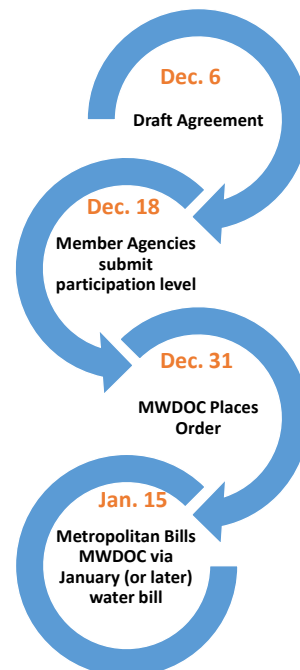 Dec. 6
Draft Agreement
Dec. 18
Member Agencies
submit
participation level
Dec. 31
MWDOC Places
Order
Jan. 15
Metropolitan Bills
MWDOC via
January (or later)
water bill